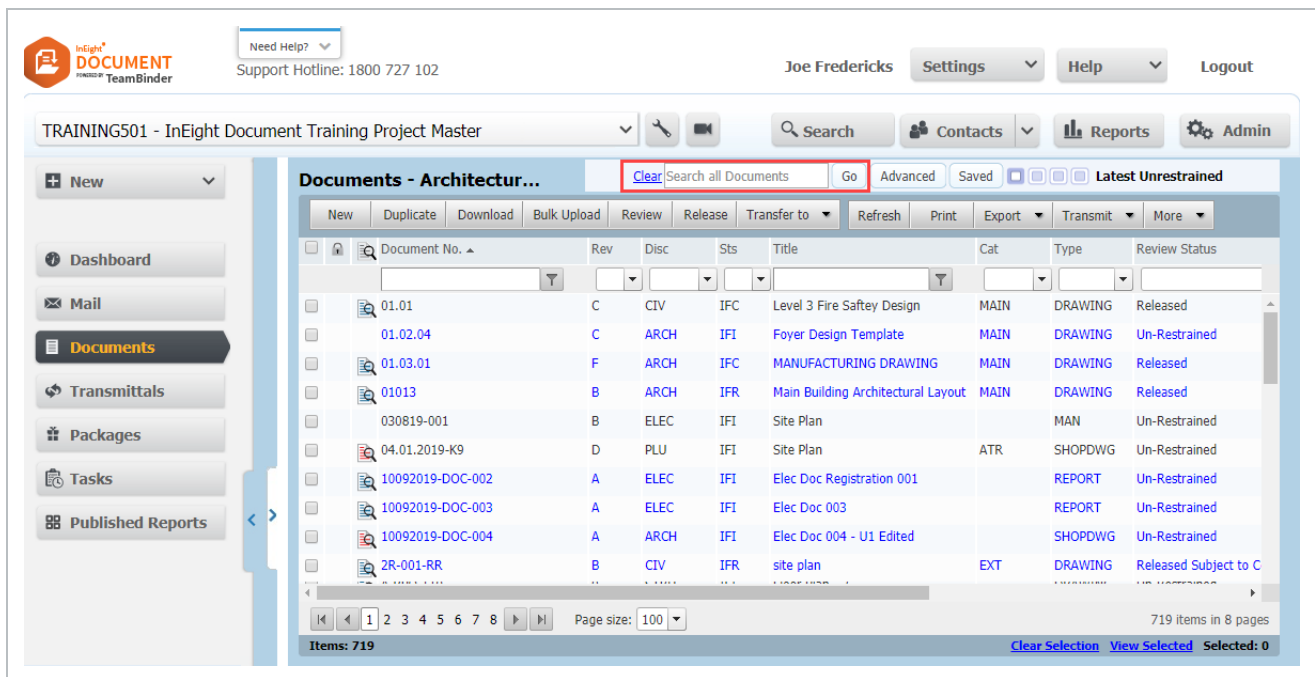 Need Help?
InEight
DOCUMENT
POWERED BY TeamBinder
Support Hotline: 1800 727 102
Joe Fredericks Settings Help Logout
TRAINING501 - InEight Document Training Project Master
Search Contacts Reports Admin
New
Dashboard
Mail
Documents
Transmittals
Packages
Tasks
Published Reports
Documents - Architectur...
Clear Search all Documents Go Advanced Saved Latest Unrestrained
New Duplicate Download Bulk Upload Review Release Transfer to Refresh Print Export Transmit More
Document No. Rev Disc Sts Title Cat Type Review Status
01.01 C CIV IFC Level 3 Fire Saftey Design MAIN DRAWING Released
01.02.04 C ARCH IFI Foyer Design Template MAIN DRAWING Un-Restrained
01.03.01 F ARCH IFC MANUFACTURING DRAWING MAIN DRAWING Released
01013 B ARCH IFR Main Building Architectural Layout MAIN DRAWING Released
030819-001 B ELEC IFI Site Plan MAN Un-Restrained
04.01.2019-K9 D PLU IFI Site Plan ATR SHOPDWG Un-Restrained
10092019-DOC-002 A ELEC IFI Elec Doc Registration 001 REPORT Un-Restrained
10092019-DOC-003 A ELEC IFI Elec Doc 003 REPORT Un-Restrained
10092019-DOC-004 A ARCH IFI Elec Doc 004 - U1 Edited SHOPDWG Un-Restrained
2R-001-RR B CIV IFR site plan EXT DRAWING Released Subject to C
1 2 3 4 5 6 7 8 Page size: 100 719 items in 8 pages
Items: 719 Clear Selection View Selected Selected: 0